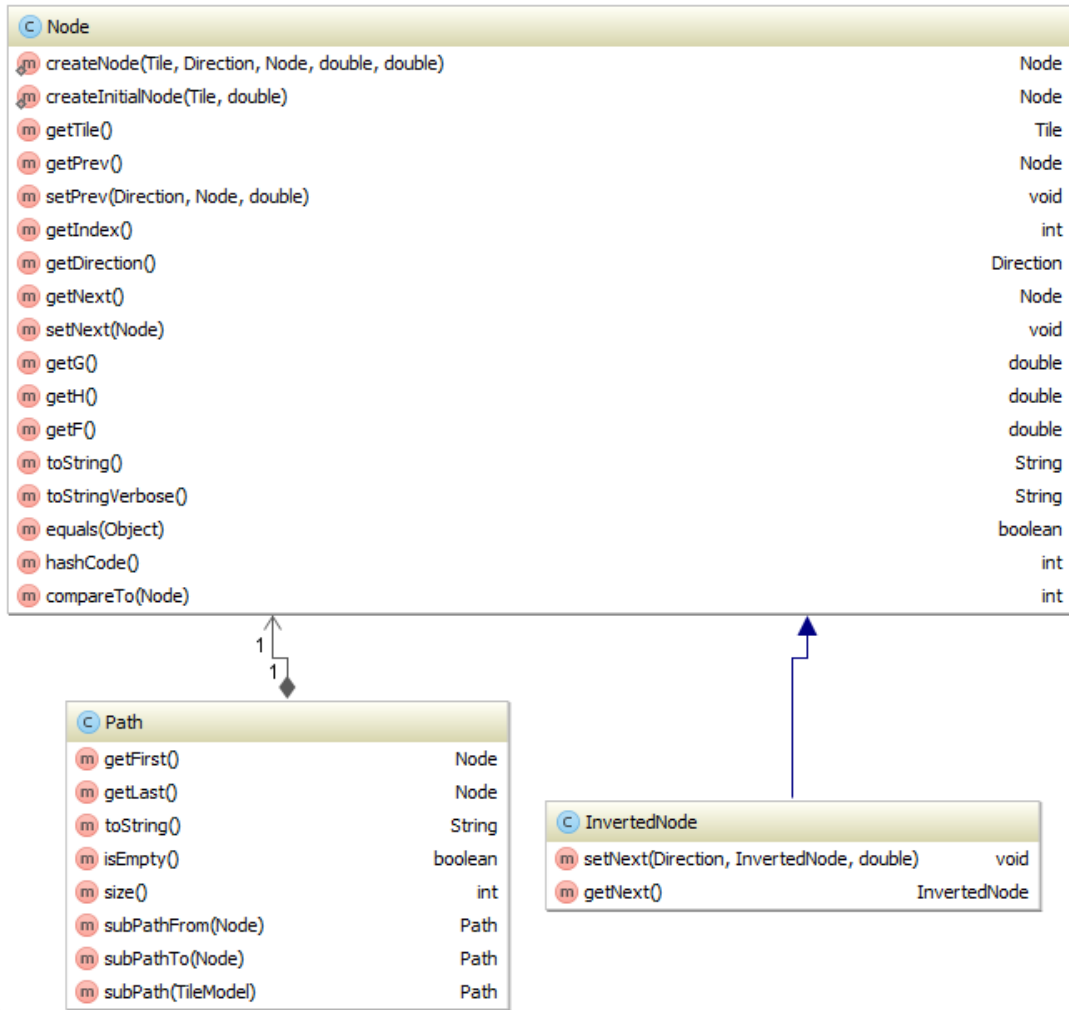 C Node
m createNode(Tile, Direction, Node, double, double) Node
m createInitialNode(Tile, double) Node
m getTile() Tile
m getPrev() Node
m setPrev(Direction, Node, double) void
m getIndex() int
m getDirection() Direction
m getNext() Node
m setNext(Node) void
m getG() double
m getH() double
m getF() double
m toString() String
m toStringVerbose() String
m equals(Object) boolean
m hashCode() int
m compareTo(Node) int
1
1
C Path
m getFirst() Node
m getLast() Node
m toString() String
m isEmpty() boolean
m size() int
m subPathFrom(Node) Path
m subPathTo(Node) Path
m subPath(TileModel) Path
C InvertedNode
m setNext(Direction, InvertedNode, double) void
m getNext() InvertedNode